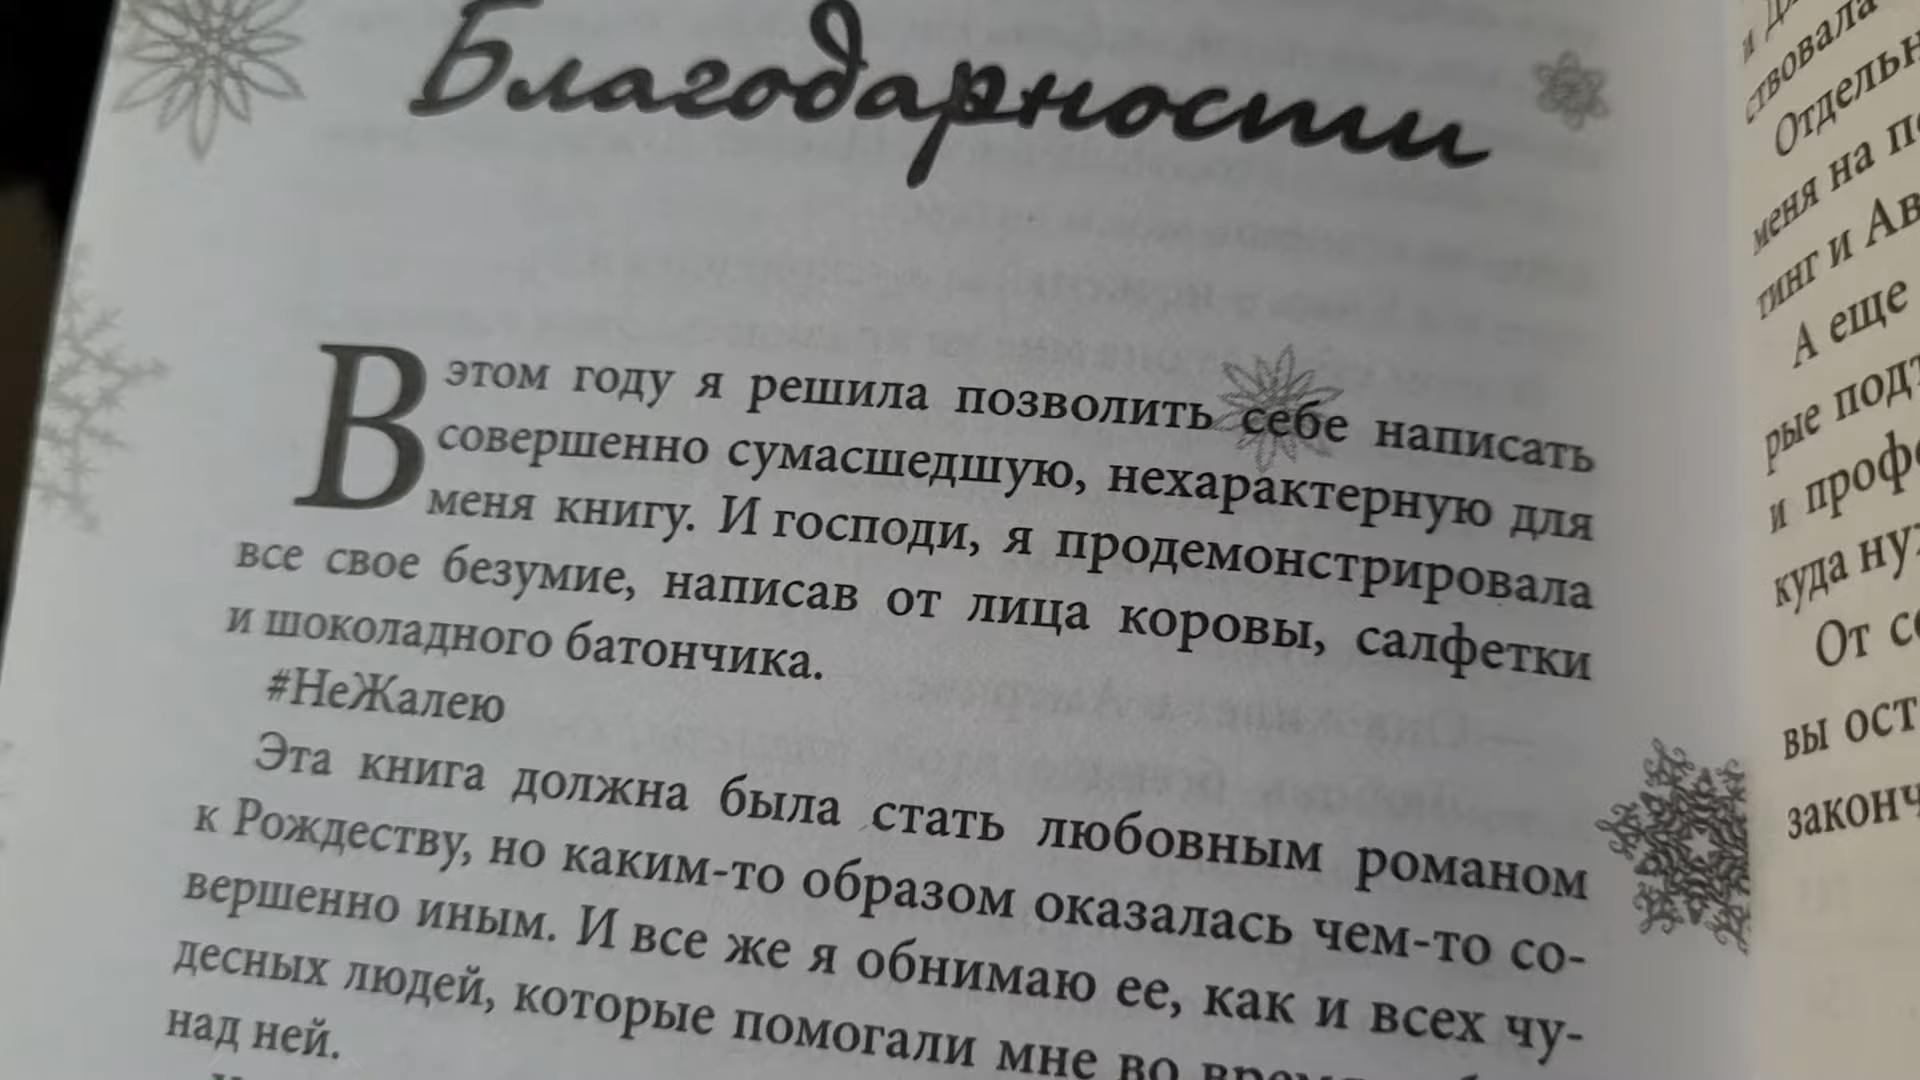 Благодарности
В этом году я решила позволить себе написать
совершенно сумасшедшую, нехарактерную для
меня книгу. И господи, я продемонстрировала
все свое безумие, написав от лица коровы, салфетки
и шоколадного батончика.
#НеЖалею
Эта книга должна была стать любовным романом
к Рождеству, но каким-то образом оказалась чем-то со-
вершенно иным. И все же я обнимаю ее, как и всех чу-
десных людей, которые помогали мне во
над ней.
ствовала
Отдельн
меня на по
тинг и Ав
А еще
рые подт
и профе
куда ну
От с
вы ост
законч